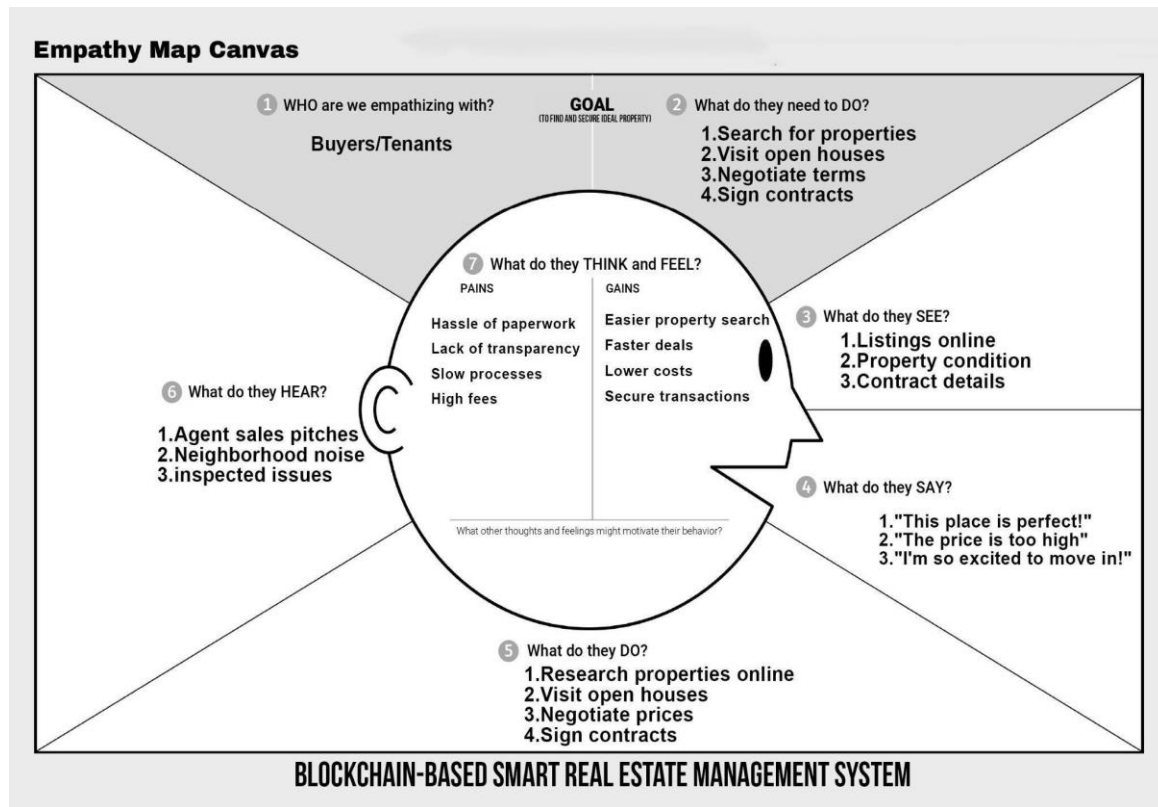 Empathy Map Canvas
1 WHO are we empathizing with?
Buyers/Tenants
GOAL
(TO FIND AND SECURE IDEAL PROPERTY)
2 What do they need to DO?
1.Search for properties
2.Visit open houses
3.Negotiate terms
4.Sign contracts
7 What do they THINK and FEEL?
PAINS
Hassle of paperwork
Lack of transparency
Slow processes
High fees
GAINS
Easier property search
Faster deals
Lower costs
Secure transactions
What other thoughts and feelings might motivate their behavior?
3 What do they SEE?
1.Listings online
2.Property condition
3.Contract details
4 What do they SAY?
1."This place is perfect!"
2."The price is too high"
3."I'm so excited to move in!"
5 What do they DO?
1.Research properties online
2.Visit open houses
3.Negotiate prices
4.Sign contracts
6 What do they HEAR?
1.Agent sales pitches
2.Neighborhood noise
3.inspected issues
BLOCKCHAIN-BASED SMART REAL ESTATE MANAGEMENT SYSTEM